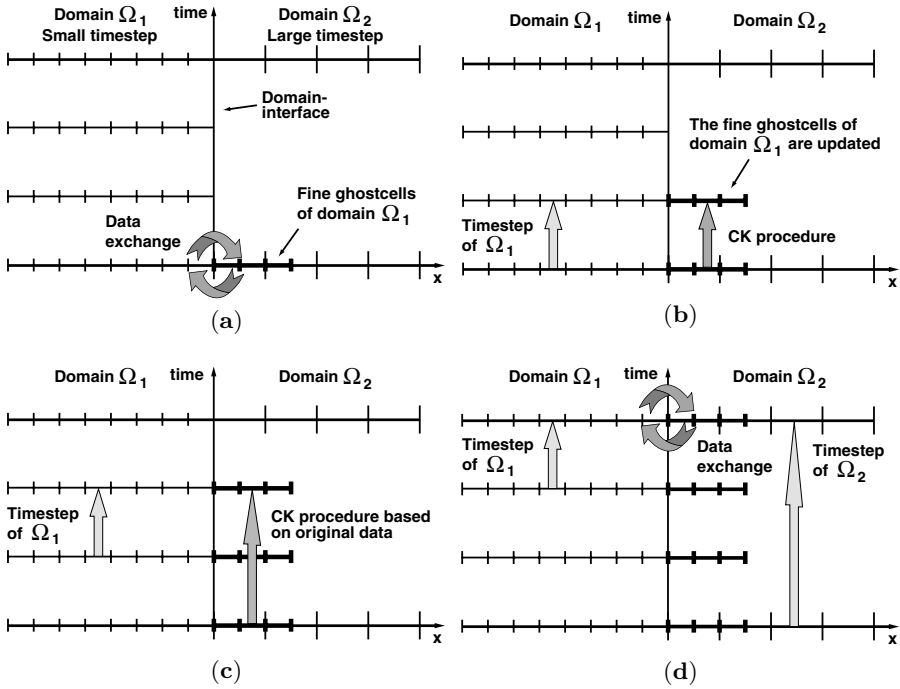 Domain Ω1
Small timestep
time
Domain Ω2
Large timestep
Domain-
interface
Data
exchange
Fine ghostcells
of domain Ω1
x
(a)
Domain Ω1
time
Domain Ω2
The fine ghostcells of
domain Ω1 are updated
Timestep
of Ω1
CK procedure
x
(b)
Domain Ω1
time
Domain Ω2
Timestep
of Ω1
CK procedure based
on original data
x
(c)
Domain Ω1
time
Domain Ω2
Timestep
of Ω1
Data
exchange
Timestep
of Ω2
x
(d)